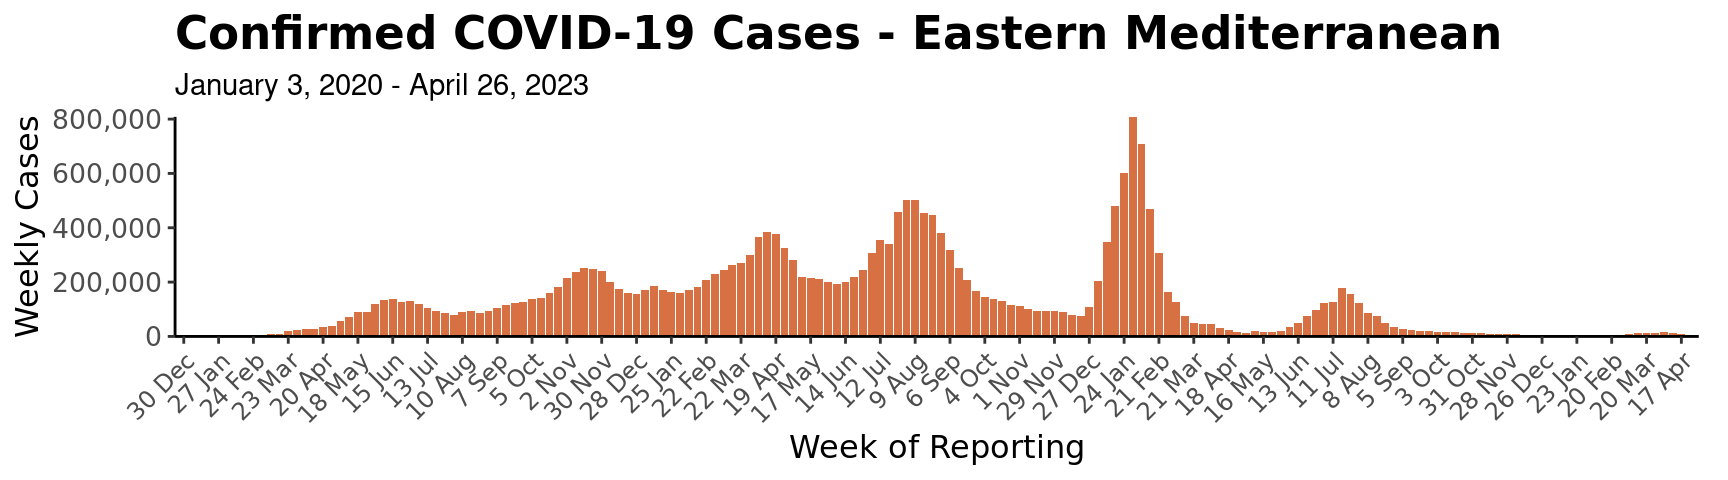 Confirmed COVID-19 Cases - Eastern Mediterranean
January 3, 2020 - April 26, 2023
Weekly Cases
800,000
600,000
400,000
200,000
0
30 Dec
27 Jan
24 Feb
23 Mar
20 Apr
18 May
15 Jun
13 Jul
10 Aug
7 Sep
5 Oct
2 Nov
30 Nov
28 Dec
25 Jan
22 Feb
22 Mar
19 Apr
17 May
14 Jun
12 Jul
9 Aug
6 Sep
4 Oct
1 Nov
29 Nov
27 Dec
24 Jan
21 Feb
21 Mar
18 Apr
16 May
13 Jun
11 Jul
8 Aug
5 Sep
3 Oct
31 Oct
28 Nov
26 Dec
23 Jan
20 Feb
20 Mar
17 Apr
Week of Reporting